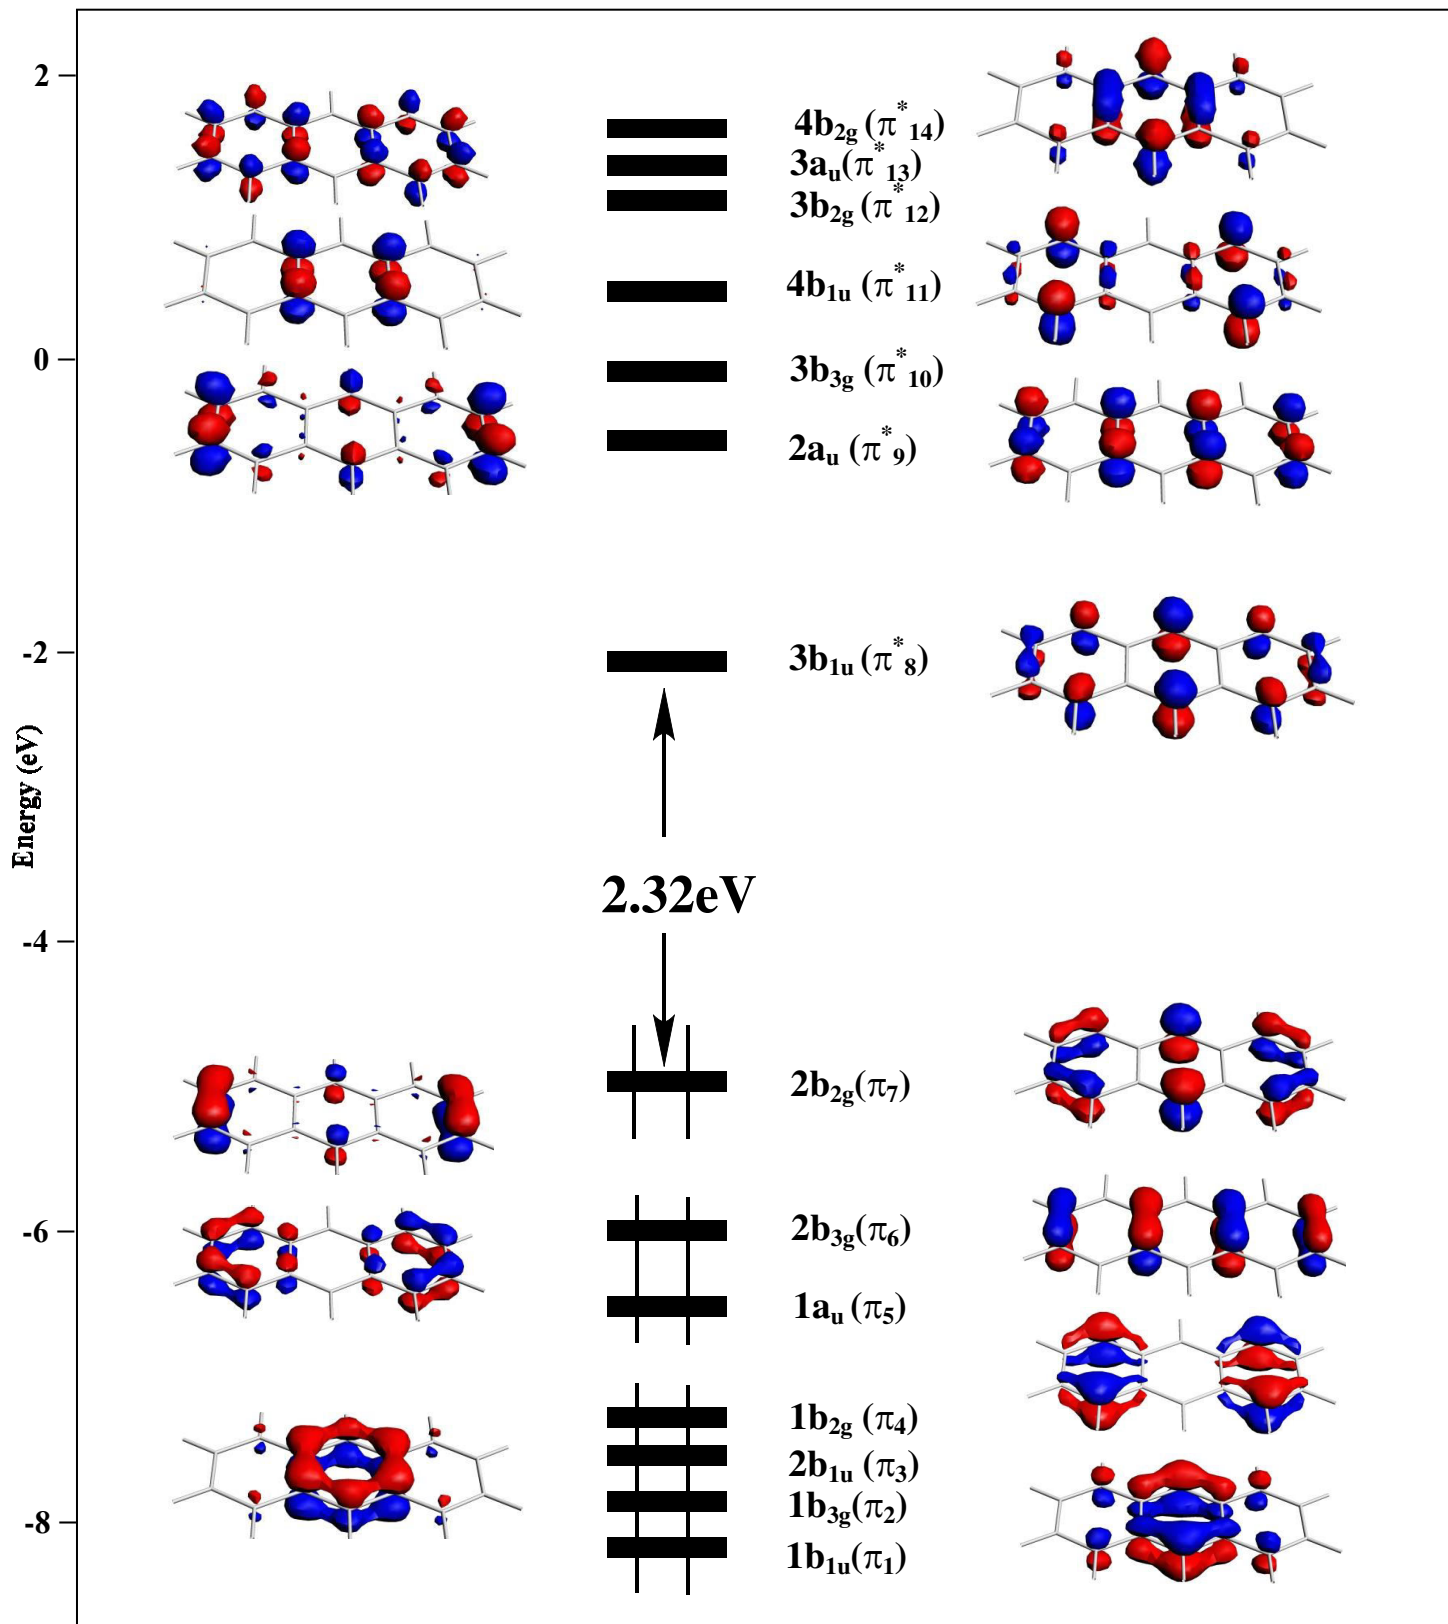 2
4b2g (π*14)
3au(π*13)
3b2g (π*12)
4b1u (π*11)
0
3b3g (π*10)
2au (π*9)
-2
3b1u (π*8)
Energy (eV)
2.32eV
-4
2b2g(π7)
-6
2b3g(π6)
1au (π5)
1b2g (π4)
2b1u (π3)
1b3g(π2)
-8
1b1u(π1)